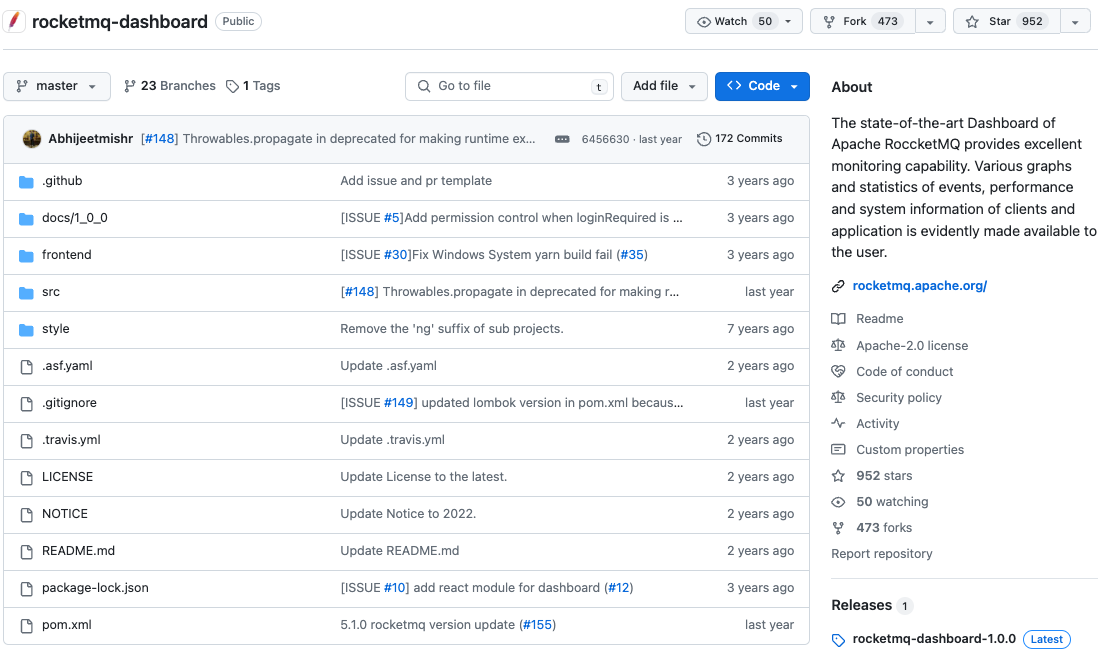 rocketmq-dashboard Public Watch 50 Fork 473 Star 952
master 23 Branches 1 Tags Go to file t Add file <> Code
Abhijeetmishr [#148] Throwables.propagate in deprecated for making runtime ex... 6456630 · last year 172 Commits
.github Add issue and pr template 3 years ago
docs/1_0_0 [ISSUE #5]Add permission control when loginRequired is ... 3 years ago
frontend [ISSUE #30]Fix Windows System yarn build fail (#35) 3 years ago
src [#148] Throwables.propagate in deprecated for making r... last year
style Remove the 'ng' suffix of sub projects. 7 years ago
.asf.yaml Update .asf.yaml 2 years ago
.gitignore [ISSUE #149] updated lombok version in pom.xml becaus... last year
.travis.yml Update .travis.yml 2 years ago
LICENSE Update License to the latest. 2 years ago
NOTICE Update Notice to 2022. 2 years ago
README.md Update README.md 2 years ago
package-lock.json [ISSUE #10] add react module for dashboard (#12) 3 years ago
pom.xml 5.1.0 rocketmq version update (#155) last year
About
The state-of-the-art Dashboard of
Apache RoccketMQ provides excellent
monitoring capability. Various graphs
and statistics of events, performance
and system information of clients and
application is evidently made available to
the user.
rocketmq.apache.org/
Readme
Apache-2.0 license
Code of conduct
Security policy
Activity
Custom properties
952 stars
50 watching
473 forks
Report repository
Releases 1
rocketmq-dashboard-1.0.0 Latest